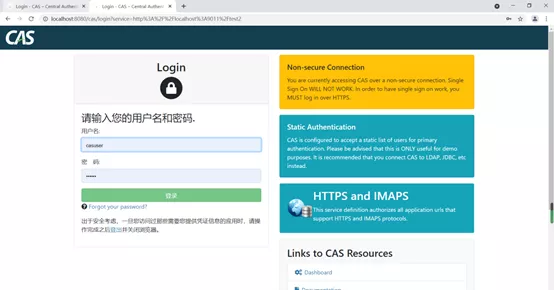 Login - CAS – Central Authentic
Login - CAS – Central Authentic
localhost:8080/cas/login?service=http%3A%2F%2Flocalhost%3A9011%2Ftest2
CAS
Login
请输入您的用户名和密码.
用户名:
casuser
密 码:
••••••
登录
Forgot your password?
出于安全考虑，一旦您访问过那些需要您提供凭证信息的应用时，请操
作完成之后登出并关闭浏览器。
Non-secure Connection
You are currently accessing CAS over a non-secure connection. Single
Sign On WILL NOT WORK. In order to have single sign on work, you
MUST log in over HTTPS.
Static Authentication
CAS is configured to accept a static list of users for primary
authentication. Please be advised that this is ONLY useful for demo
purposes. It is recommended that you connect CAS to LDAP, JDBC, etc
instead.
HTTPS and IMAPS
This service definition authorizes all application urls that
support HTTPS and IMAPS protocols.
Links to CAS Resources
Dashboard
Documentation